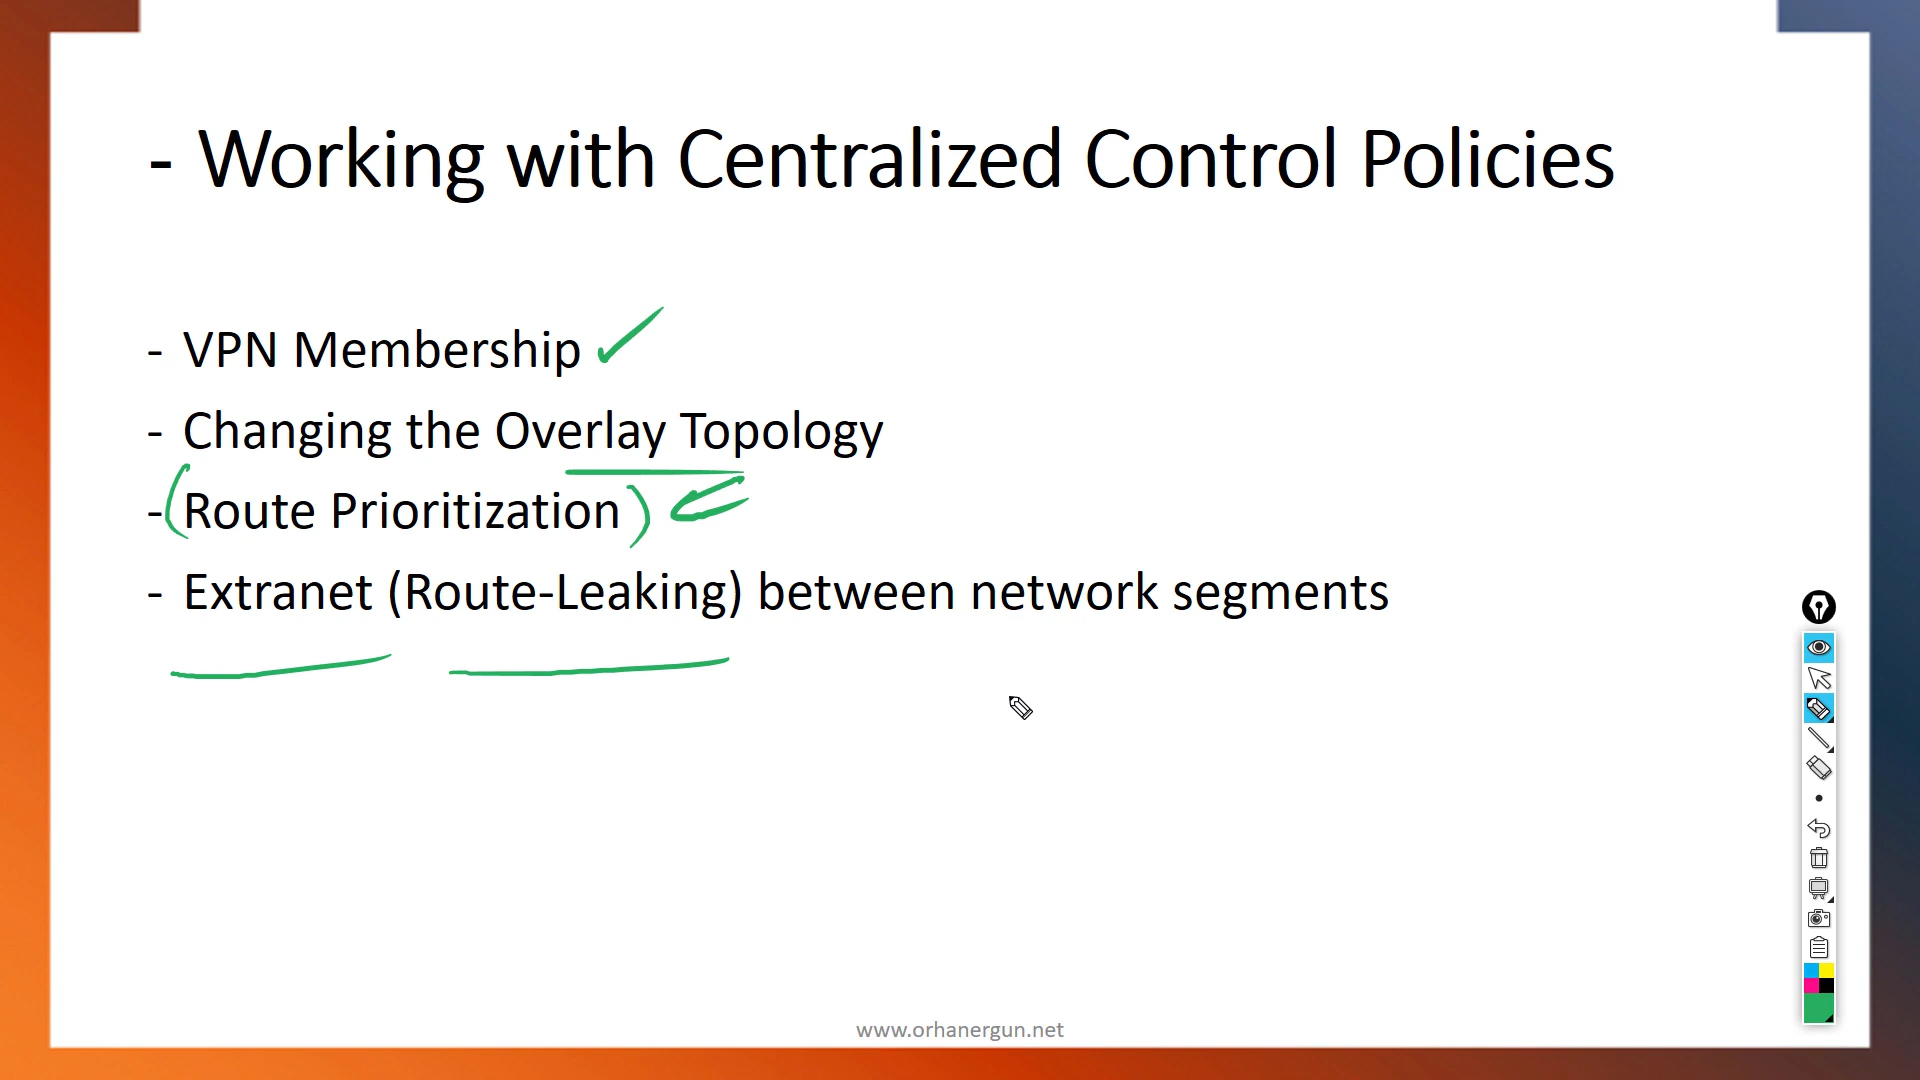 - Working with Centralized Control Policies
- VPN Membership
- Changing the Overlay Topology
- Route Prioritization
- Extranet (Route-Leaking) between network segments
www.orhanergun.net